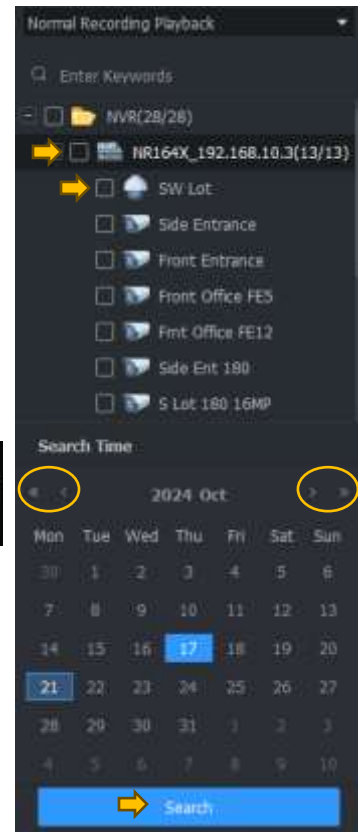 Normal Recording Playback
Enter Keywords
NVR(28/28)
NR164X_192.168.10.3(13/13)
SW Lot
Side Entrance
Front Entrance
Front Office FE5
Frnt Office FE12
Side Ent 180
S Lot 180 16MP
Search Time
« ‹ 2024 Oct › »
Mon Tue Wed Thu Fri Sat Sun
30 1 2 3 4 5 6
7 8 9 10 11 12 13
14 15 16 17 18 19 20
21 22 23 24 25 26 27
28 29 30 31 1 2 3
4 5 6 7 8 9 10
Search